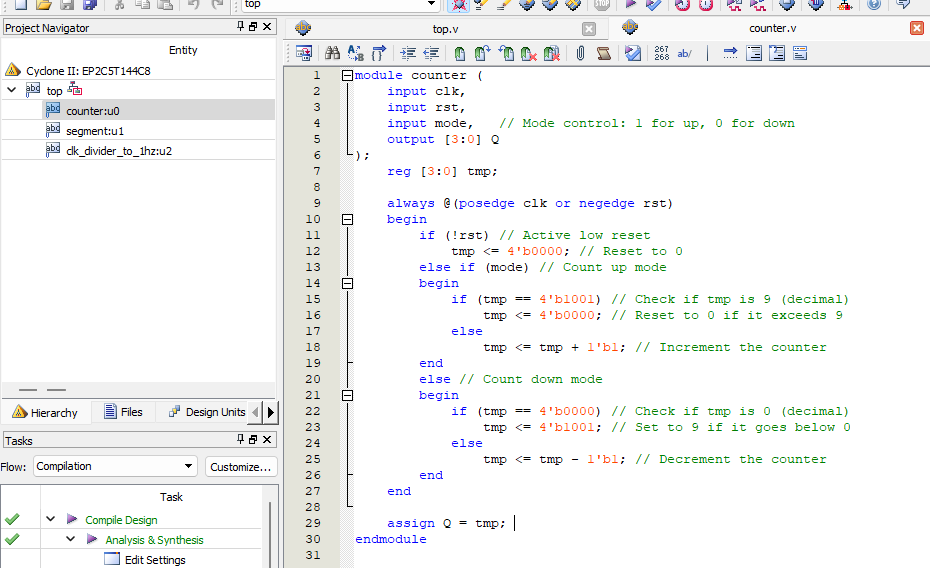 top
Project Navigator
Entity
Cyclone II: EP2C5T144C8
top
counter:u0
segment:u1
clk_divider_to_1hz:u2
Hierarchy Files Design Units
Tasks
Flow: Compilation Customize...
Task
Compile Design
Analysis & Synthesis
Edit Settings
top.v counter.v
267
268 ab/
1 module counter (
2 input clk,
3 input rst,
4 input mode, // Mode control: 1 for up, 0 for down
5 output [3:0] Q
6 );
7 reg [3:0] tmp;
8
9 always @(posedge clk or negedge rst)
10 begin
11 if (!rst) // Active low reset
12 tmp <= 4'b0000; // Reset to 0
13 else if (mode) // Count up mode
14 begin
15 if (tmp == 4'b1001) // Check if tmp is 9 (decimal)
16 tmp <= 4'b0000; // Reset to 0 if it exceeds 9
17 else
18 tmp <= tmp + 1'b1; // Increment the counter
19 end
20 else // Count down mode
21 begin
22 if (tmp == 4'b0000) // Check if tmp is 0 (decimal)
23 tmp <= 4'b1001; // Set to 9 if it goes below 0
24 else
25 tmp <= tmp - 1'b1; // Decrement the counter
26 end
27 end
28
29 assign Q = tmp;
30 endmodule
31